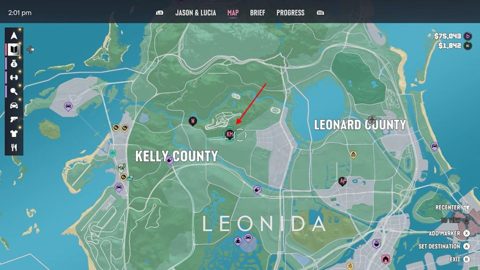 2:01 pm
JASON & LUCIA
MAP
BRIEF
PROGRESS
$75,043
$1,842
LEONARD COUNTY
KELLY COUNTY
LEONIDA
RECENTER
ADD MARKER
SET DESTINATION
EXIT